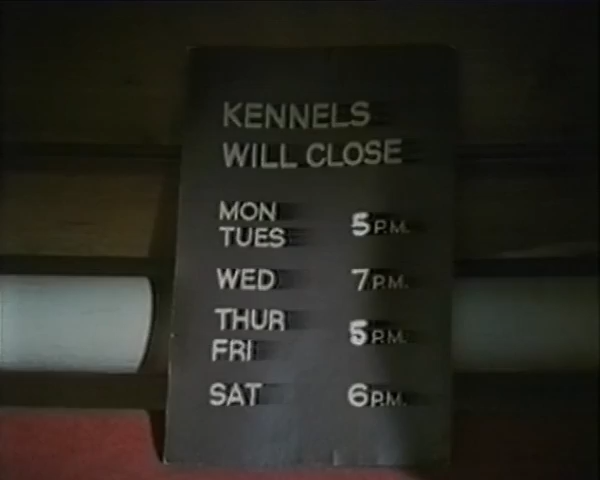 KENNELS
WILL CLOSE
MON
TUES 5 P.M.
WED 7 P.M.
THUR
FRI 5 P.M.
SAT 6 P.M.